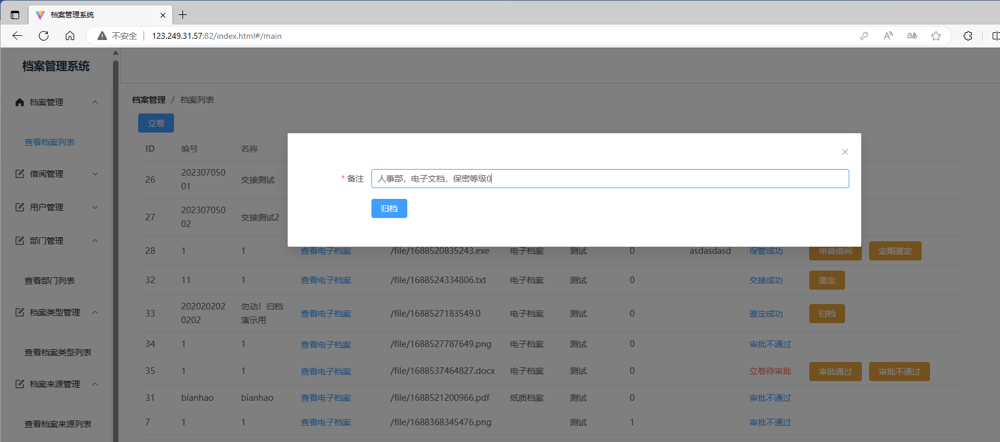 档案管理系统
不安全 123.249.31.57:82/index.html#/main
档案管理系统
档案管理
查看档案列表
借阅管理
用户管理
部门管理
查看部门列表
档案类型管理
查看档案类型列表
档案来源管理
查看档案来源列表
档案管理 / 档案列表
立卷
ID 编号 名称
26 202307050 01 交接测试
27 202307050 02 交接测试2
28 1 1 查看电子档案 /file/1688520835243.exe 电子档案 测试 0 asdasdasd 保管成功 申请借阅 定期鉴定
32 11 1 查看电子档案 /file/1688524334806.txt 电子档案 测试 0 交接成功 鉴定
33 202020202 0202 勿动！归档 演示用 查看电子档案 /file/1688527183549.0 电子档案 测试 0 鉴定成功 归档
34 1 1 查看电子档案 /file/1688527787649.png 电子档案 测试 0 审批不通过
35 1 1 查看电子档案 /file/1688537464827.docx 电子档案 测试 0 立卷待审批 审批通过 审批不通过
31 bianhao bianhao 查看电子档案 /file/1688521200966.pdf 纸质档案 测试 0 审批不通过
7 1 1 查看电子档案 /file/1688368345476.png 测试 1 审批不通过
* 备注 人事部，电子文档，保密等级0
归档